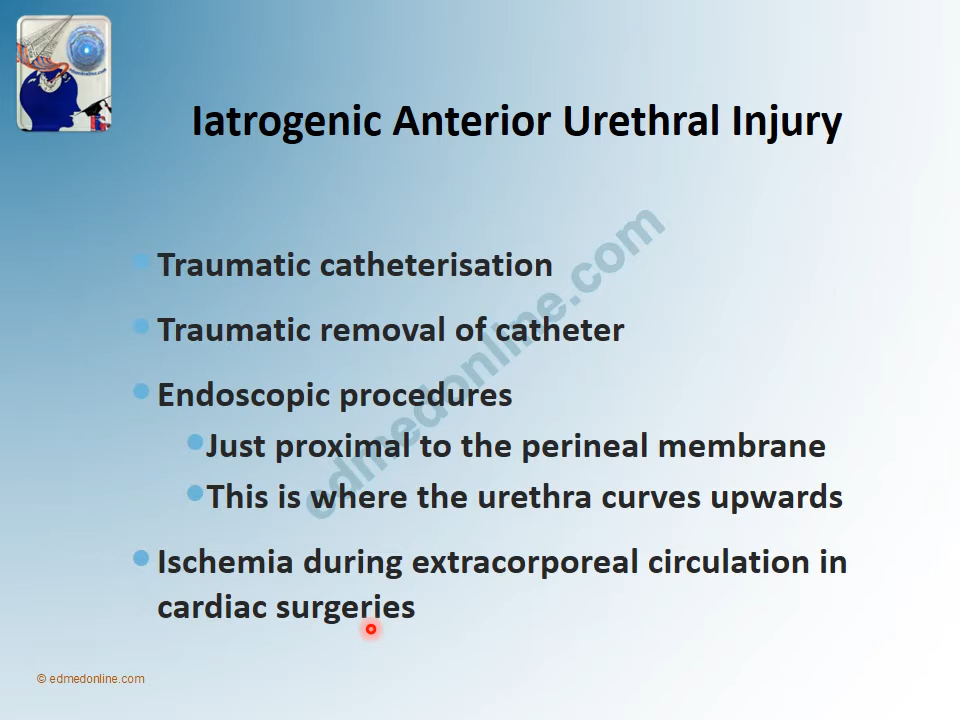 Iatrogenic Anterior Urethral Injury
Traumatic catheterisation
Traumatic removal of catheter
Endoscopic procedures
Just proximal to the perineal membrane
This is where the urethra curves upwards
Ischemia during extracorporeal circulation in
cardiac surgeries
edmedonline.com
© edmedonline.com